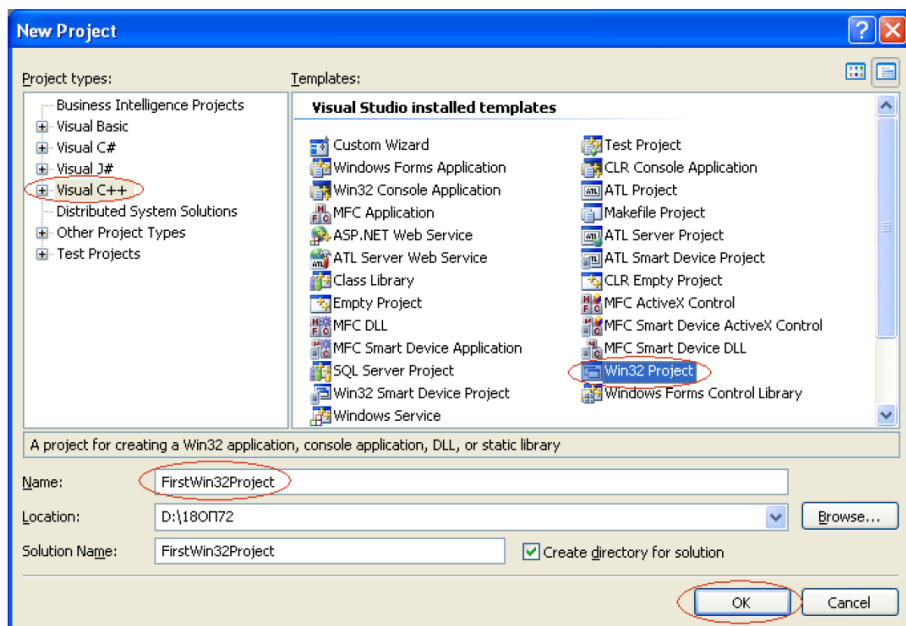 New Project
Project types:
Business Intelligence Projects
Visual Basic
Visual C#
Visual J#
Visual C++
Distributed System Solutions
Other Project Types
Test Projects
Templates:
Visual Studio installed templates
Custom Wizard
Windows Forms Application
Win32 Console Application
MFC Application
ASP.NET Web Service
ATL Server Web Service
Class Library
Empty Project
MFC DLL
MFC Smart Device Application
SQL Server Project
Win32 Smart Device Project
Windows Service
Test Project
CLR Console Application
ATL Project
Makefile Project
ATL Server Project
ATL Smart Device Project
CLR Empty Project
MFC ActiveX Control
MFC Smart Device ActiveX Control
MFC Smart Device DLL
Win32 Project
Windows Forms Control Library
A project for creating a Win32 application, console application, DLL, or static library
Name: FirstWin32Project
Location: D:\18ОП72 Browse...
Solution Name: FirstWin32Project Create directory for solution
OK Cancel